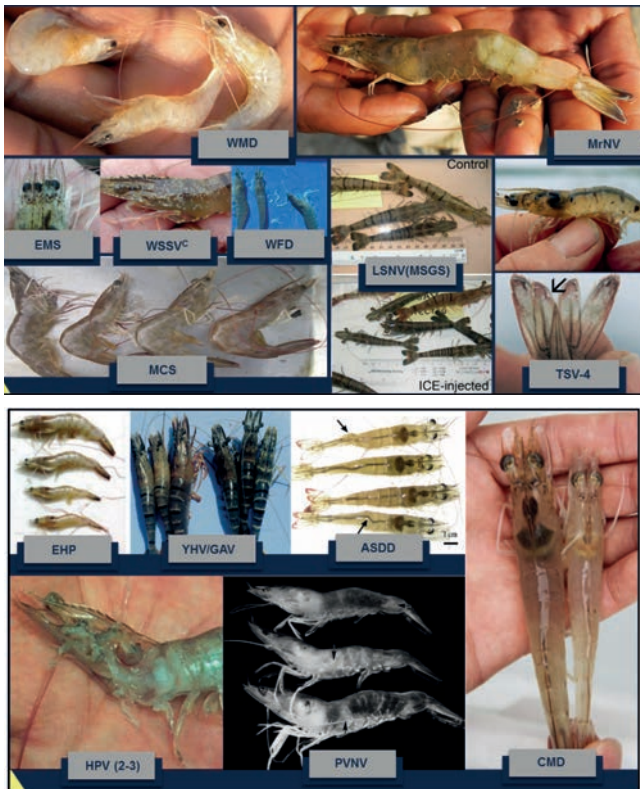 WMD
MrNV
EMS
WSSVᶜ
WFD
Control
LSNV(MSGS)
MCS
ICE-injected
TSV-4
EHP
YHV/GAV
ASDD
1 cm
HPV (2-3)
PVNV
CMD